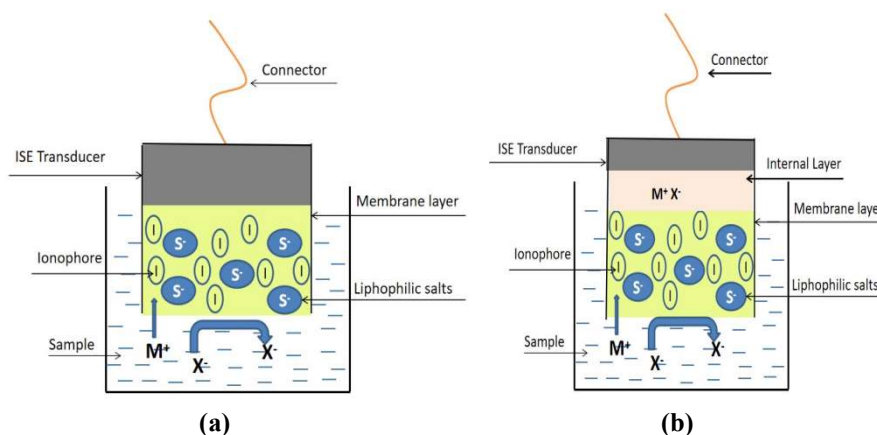 Connector
ISE Transducer
Membrane layer
Ionophore
I I I I I I I I I
S- S- S- S- S-
Liphophilic salts
Sample
M+
X-
X-
(a)
Connector
ISE Transducer
Internal Layer
M+ X-
Membrane laye
Ionophore
I I I I I I I I I
S- S- S- S- S-
Liphophilic salts
Sample
M+
X-
X-
(b)